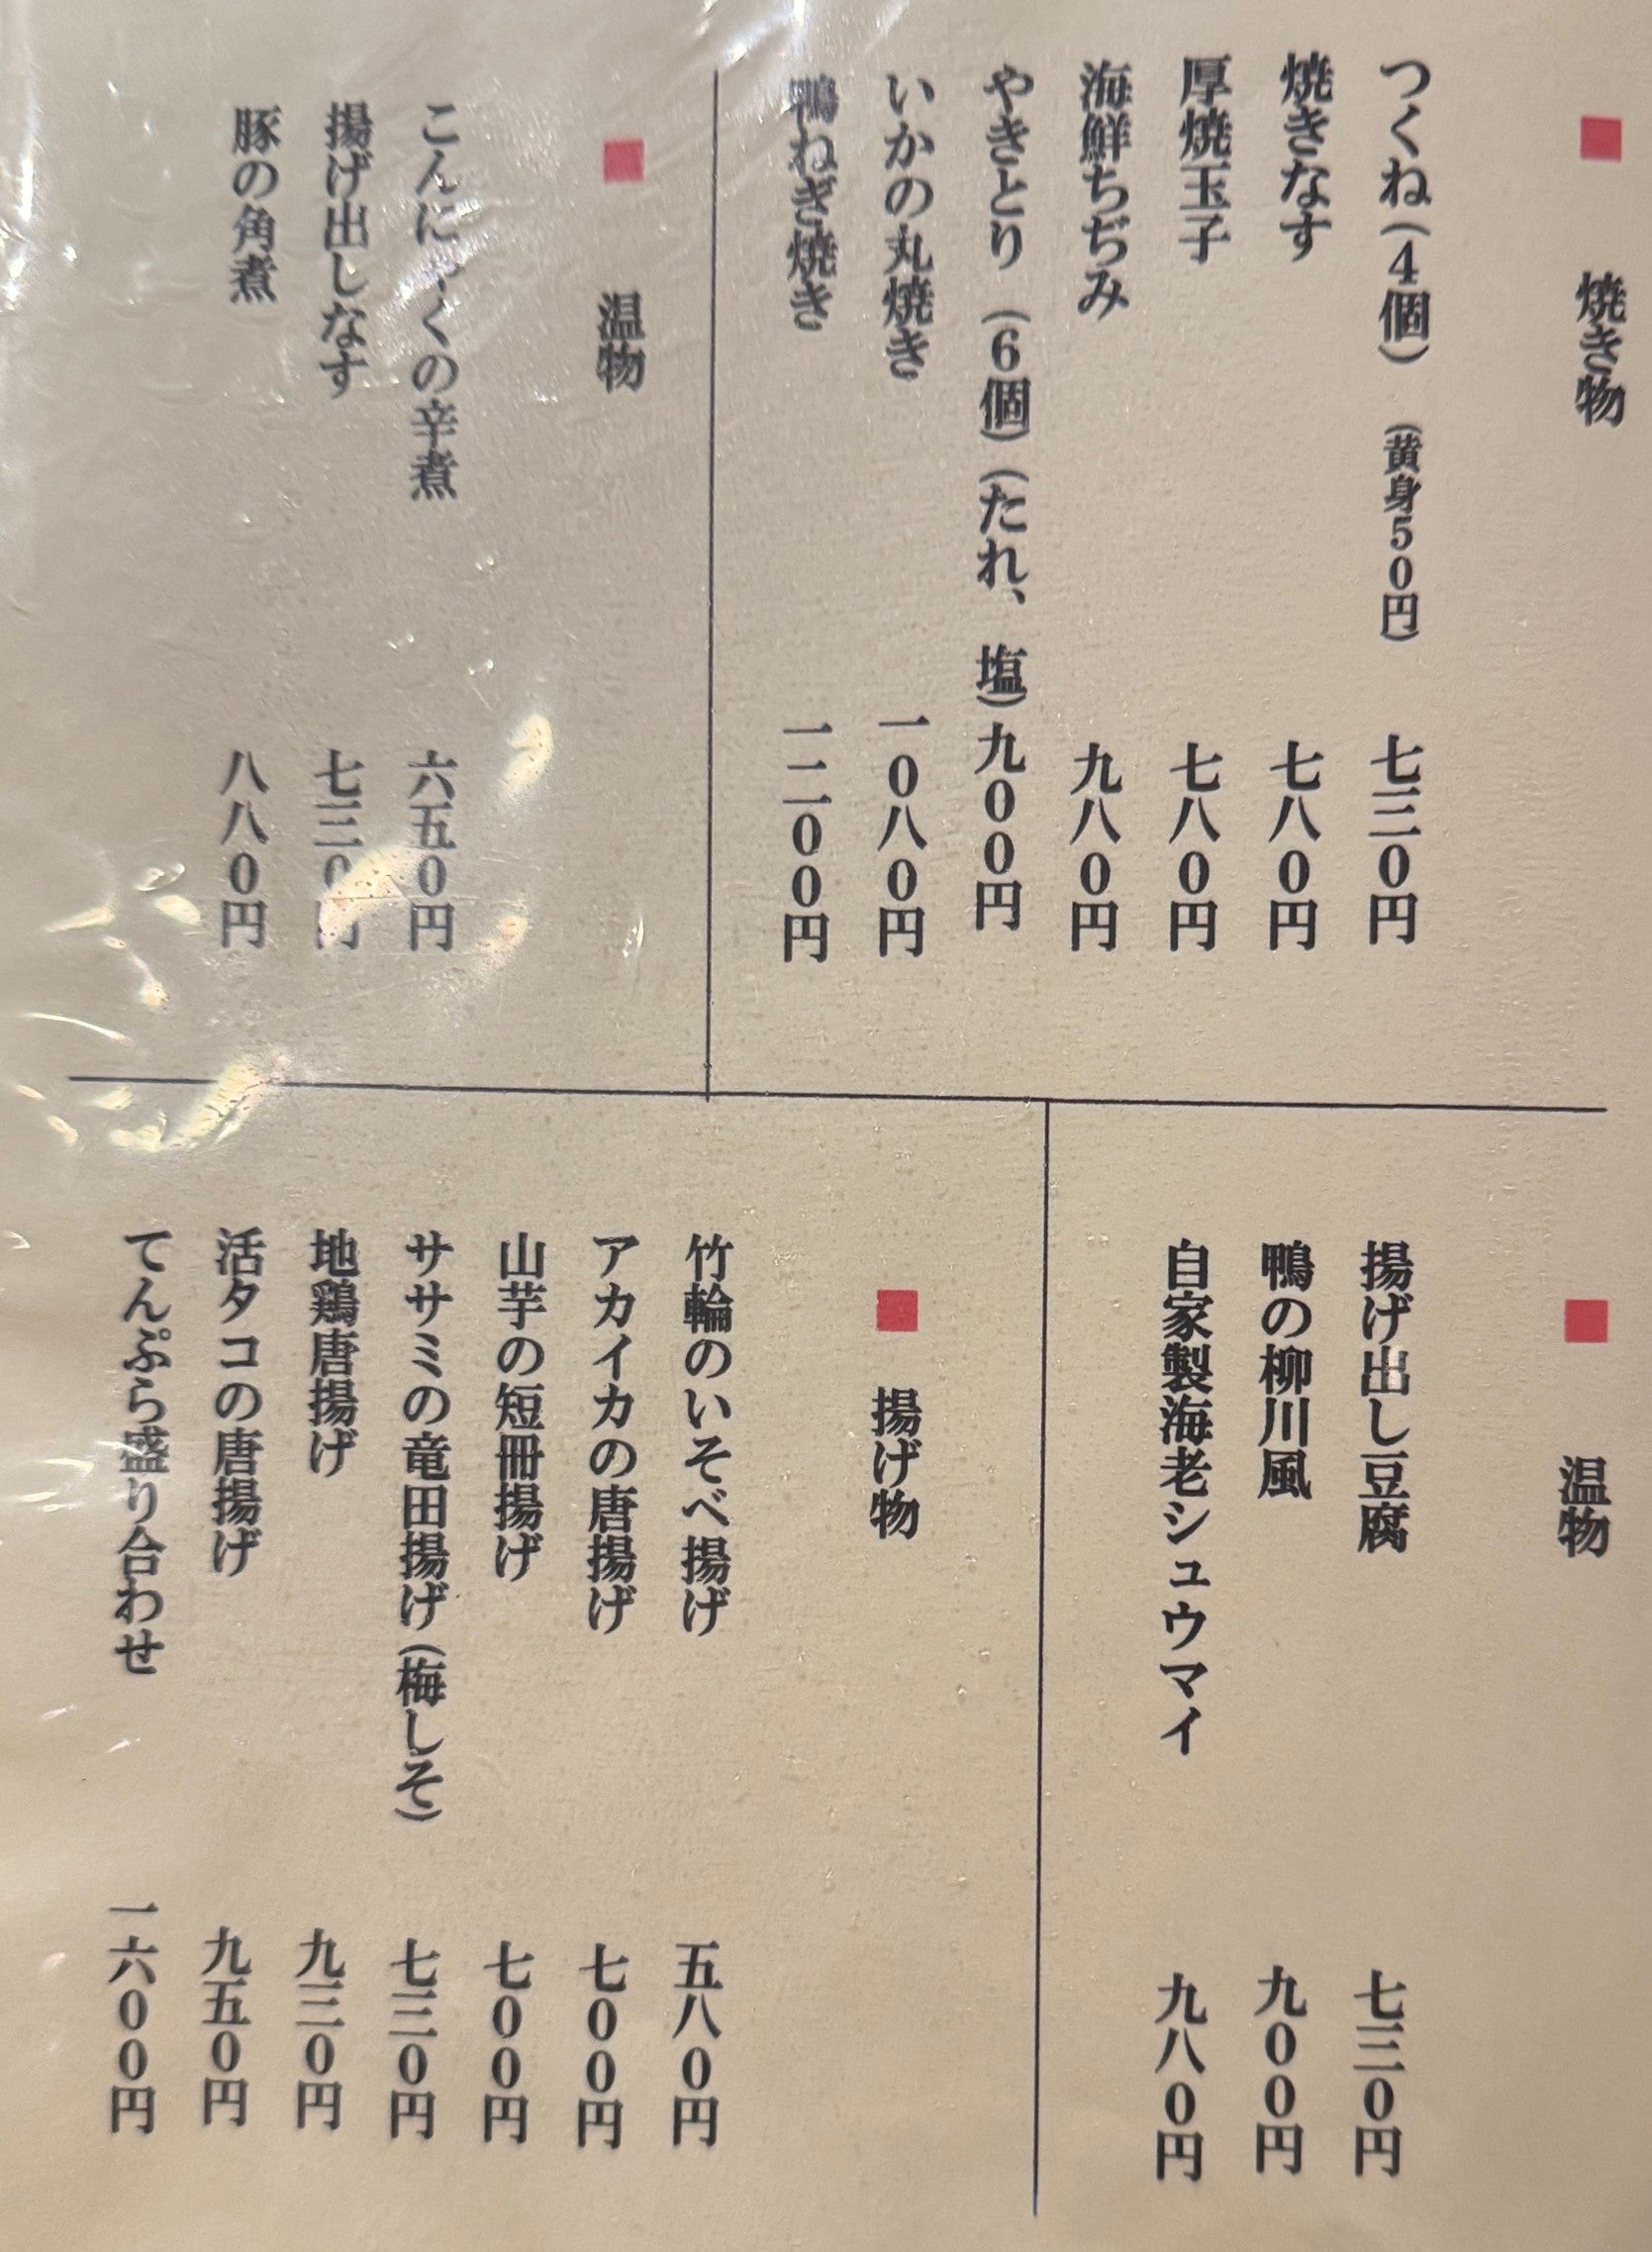 ■ 焼き物
つくね(4個) (黄身50円) 七三0円
焼きなす 七八0円
厚焼玉子 七八0円
海鮮ちぢみ 九八0円
やきとり (6個)(たれ、塩)九00円
いかの丸焼き 一0八0円
鴨ねぎ焼き 一二00円
■ 温物
こんにゃくの辛煮 六五0円
揚げ出しなす 七三0円
豚の角煮 八八0円
■ 温物
揚げ出し豆腐 七三0円
鴨の柳川風 九00円
自家製海老シュウマイ 九八0円
■ 揚げ物
竹輪のいそべ揚げ 五八0円
アカイカの唐揚げ 七00円
山芋の短冊揚げ 七00円
ササミの竜田揚げ(梅しそ) 七三0円
地鶏唐揚げ 九三0円
活タコの唐揚げ 九五0円
てんぷら盛り合わせ 一六00円